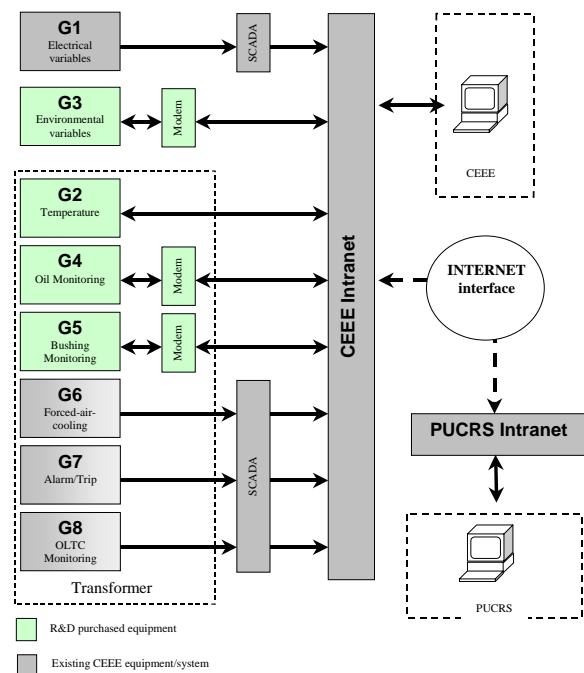 G1
Electrical
variables
SCADA
G3
Environmental
variables
Modem
CEEE
G2
Temperature
G4
Oil Monitoring
Modem
G5
Bushing
Monitoring
Modem
G6
Forced-air-
cooling
G7
Alarm/Trip
G8
OLTC
Monitoring
SCADA
Transformer
CEEE Intranet
INTERNET
interface
PUCRS Intranet
PUCRS
R&D purchased equipment
Existing CEEE equipment/system